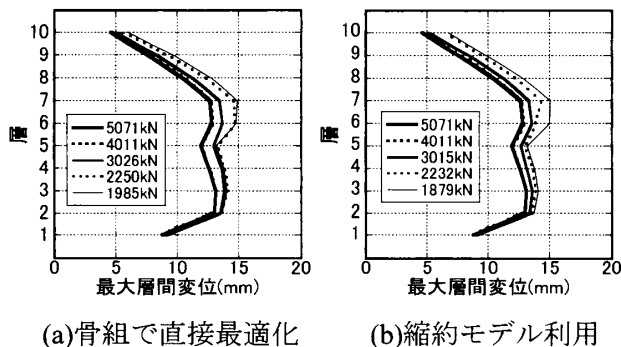 10
9
8
7
6
5
4
3
2
1
層
5071kN
4011kN
3026kN
2250kN
1985kN
0 5 10 15 20
最大層間変位(mm)
(a)骨組で直接最適化
10
9
8
7
6
5
4
3
2
1
層
5071kN
4011kN
3015kN
2232kN
1879kN
0 5 10 15 20
最大層間変位(mm)
(b)縮約モデル利用